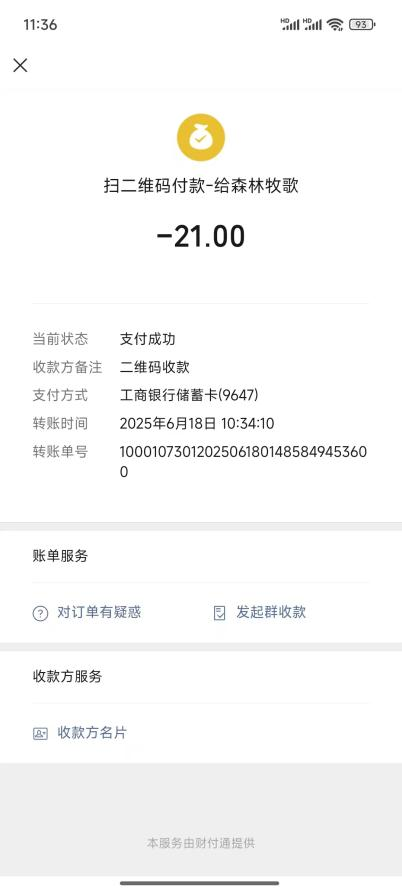 11:36
HD HD 93
扫二维码付款-给森林牧歌
-21.00
当前状态 支付成功
收款方备注 二维码收款
支付方式 工商银行储蓄卡(9647)
转账时间 2025年6月18日 10:34:10
转账单号 1000107301202506180148584945360
0
账单服务
对订单有疑惑 发起群收款
收款方服务
收款方名片
本服务由财付通提供